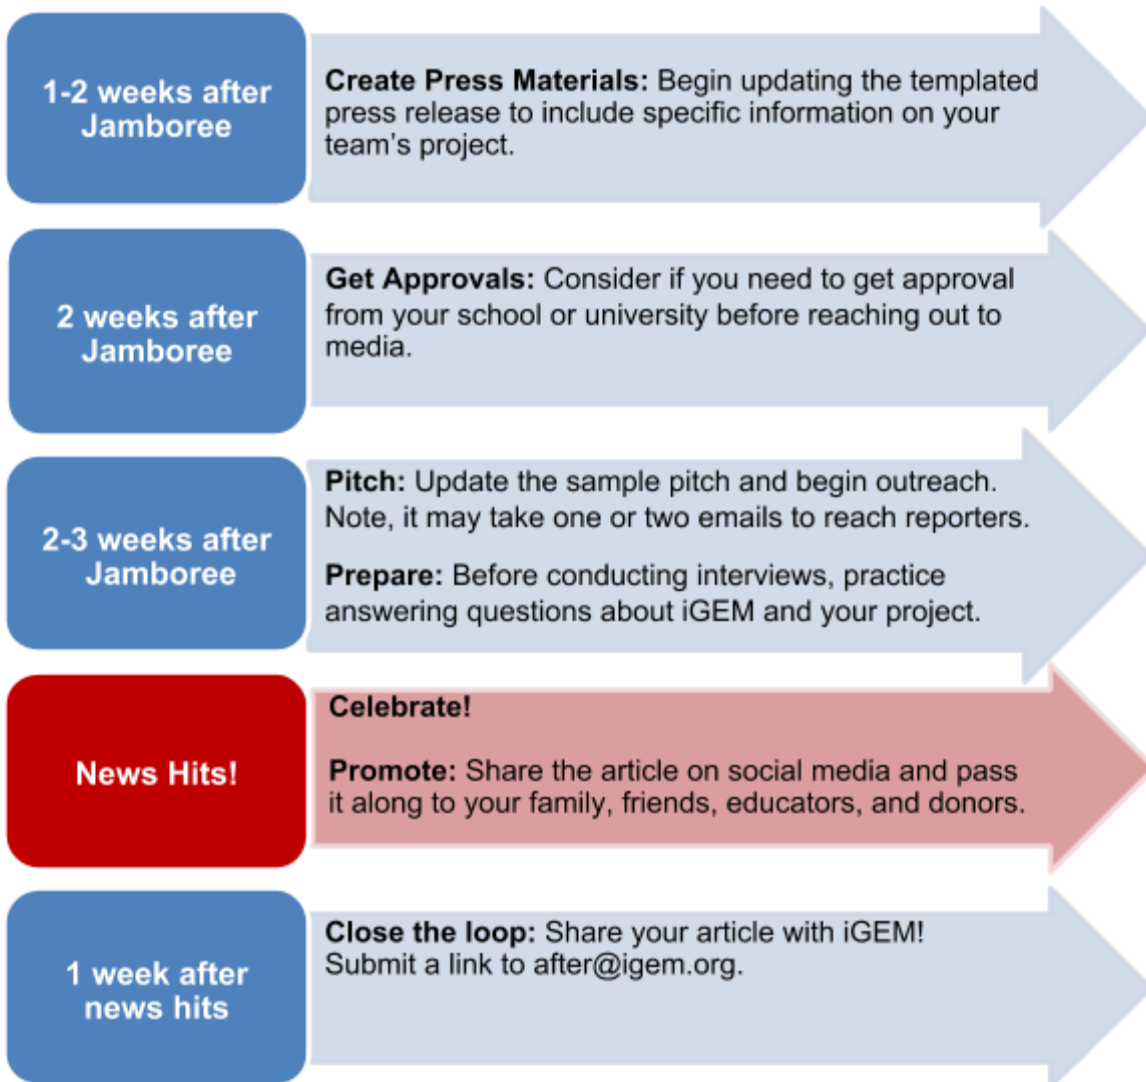 1-2 weeks after
Jamboree
Create Press Materials: Begin updating the templated
press release to include specific information on your
team's project.
2 weeks after
Jamboree
Get Approvals: Consider if you need to get approval
from your school or university before reaching out to
media.
2-3 weeks after
Jamboree
Pitch: Update the sample pitch and begin outreach.
Note, it may take one or two emails to reach reporters.
Prepare: Before conducting interviews, practice
answering questions about iGEM and your project.
News Hits!
Celebrate!
Promote: Share the article on social media and pass
it along to your family, friends, educators, and donors.
1 week after
news hits
Close the loop: Share your article with iGEM!
Submit a link to after@igem.org.